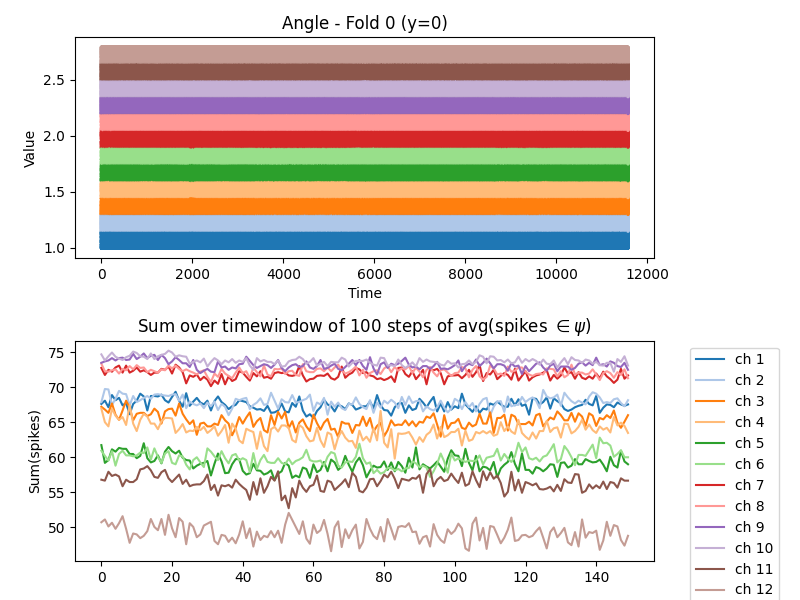 Angle - Fold 0 (y=0)
Value
2.5
2.0
1.5
1.0
0 2000 4000 6000 8000 10000 12000
Time
Sum over timewindow of 100 steps of avg(spikes ∈ ψ)
Sum(spikes)
75
70
65
60
55
50
0 20 40 60 80 100 120 140
ch 1
ch 2
ch 3
ch 4
ch 5
ch 6
ch 7
ch 8
ch 9
ch 10
ch 11
ch 12